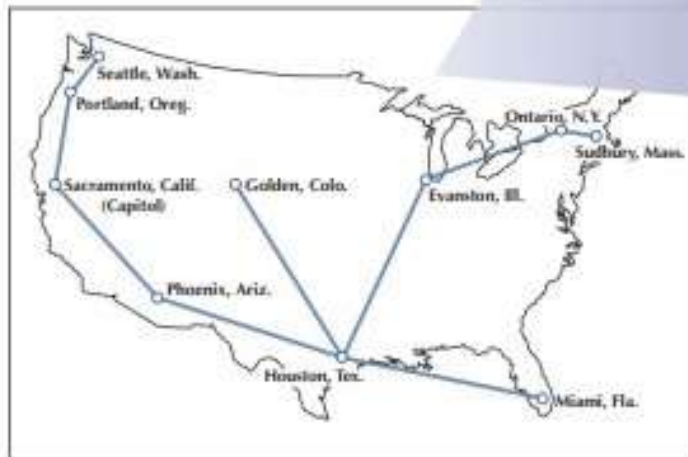 Seattle, Wash.
Portland, Oreg.
Ontario, N.Y.
Sudbury, Mass.
Sacramento, Calif.
(Capitol)
Golden, Colo.
Evanston, Ill.
Phoenix, Ariz.
Houston, Tex.
Miami, Fla.